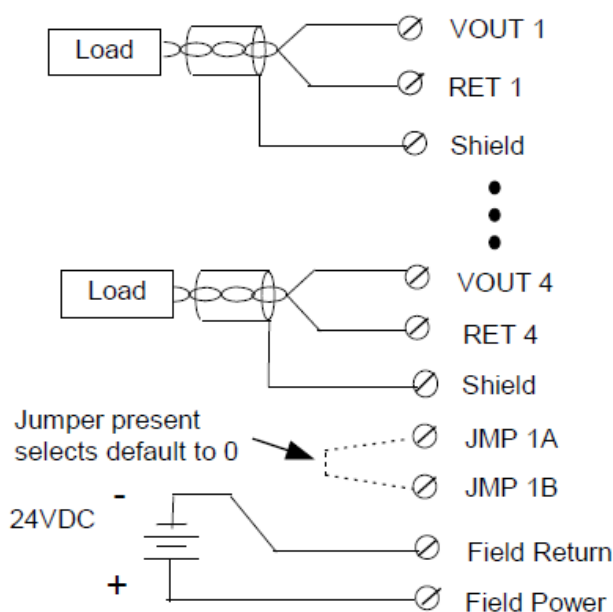 Load
VOUT 1
RET 1
Shield
Load
VOUT 4
RET 4
Shield
Jumper present
selects default to 0
JMP 1A
JMP 1B
-
24VDC
+
Field Return
Field Power